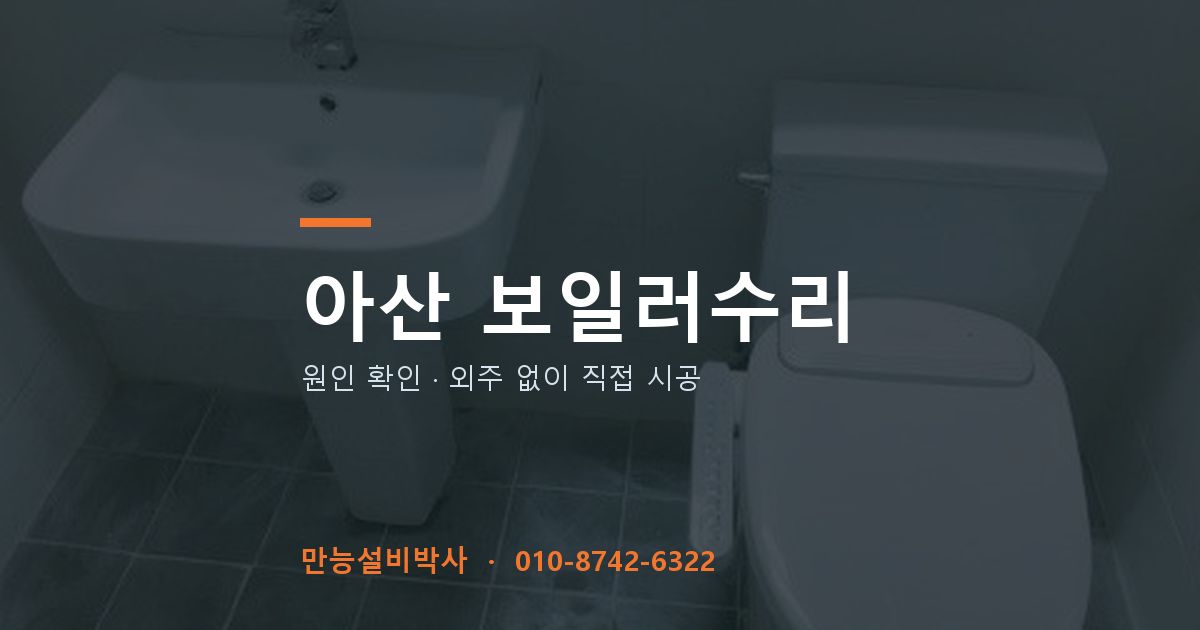 아산 보일러수리
원인 확인 · 외주 없이 직접 시공
만능설비박사 · 010-8742-6322